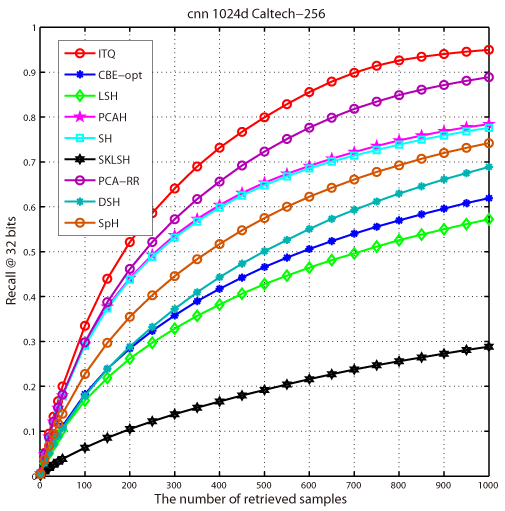 cnn 1024d Caltech−256
Recall @ 32 bits
1
0.9
0.8
0.7
0.6
0.5
0.4
0.3
0.2
0.1
0
ITQ
CBE−opt
LSH
PCAH
SH
SKLSH
PCA−RR
DSH
SpH
0 100 200 300 400 500 600 700 800 900 1000
The number of retrieved samples